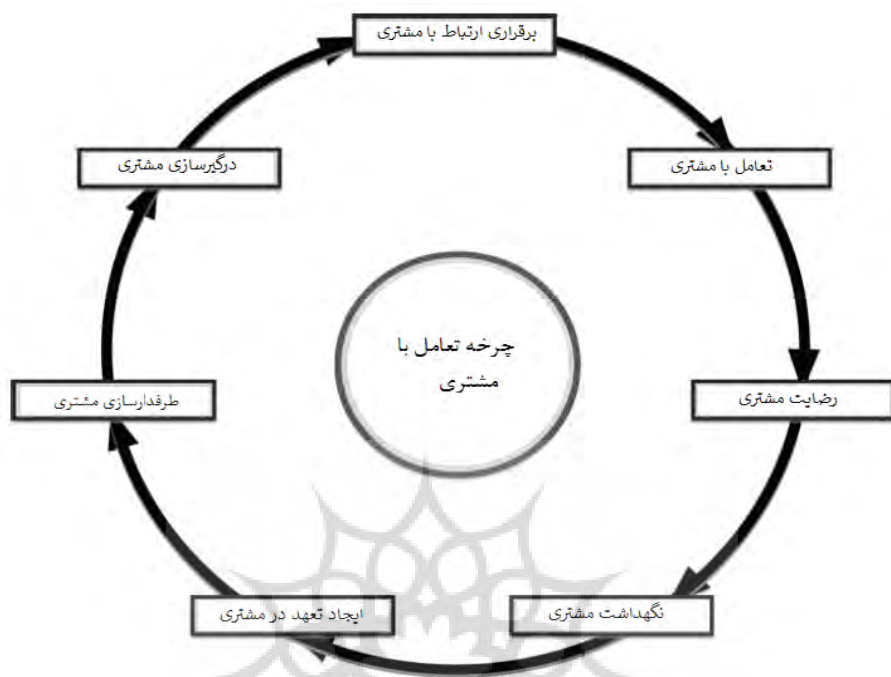 برقراری ارتباط با مشتری
تعامل با مشتری
رضایت مشتری
نگهداشت مشتری
ایجاد تعهد در مشتری
طرفدارسازی مشتری
درگیرسازی مشتری
چرخه تعامل با
مشتری